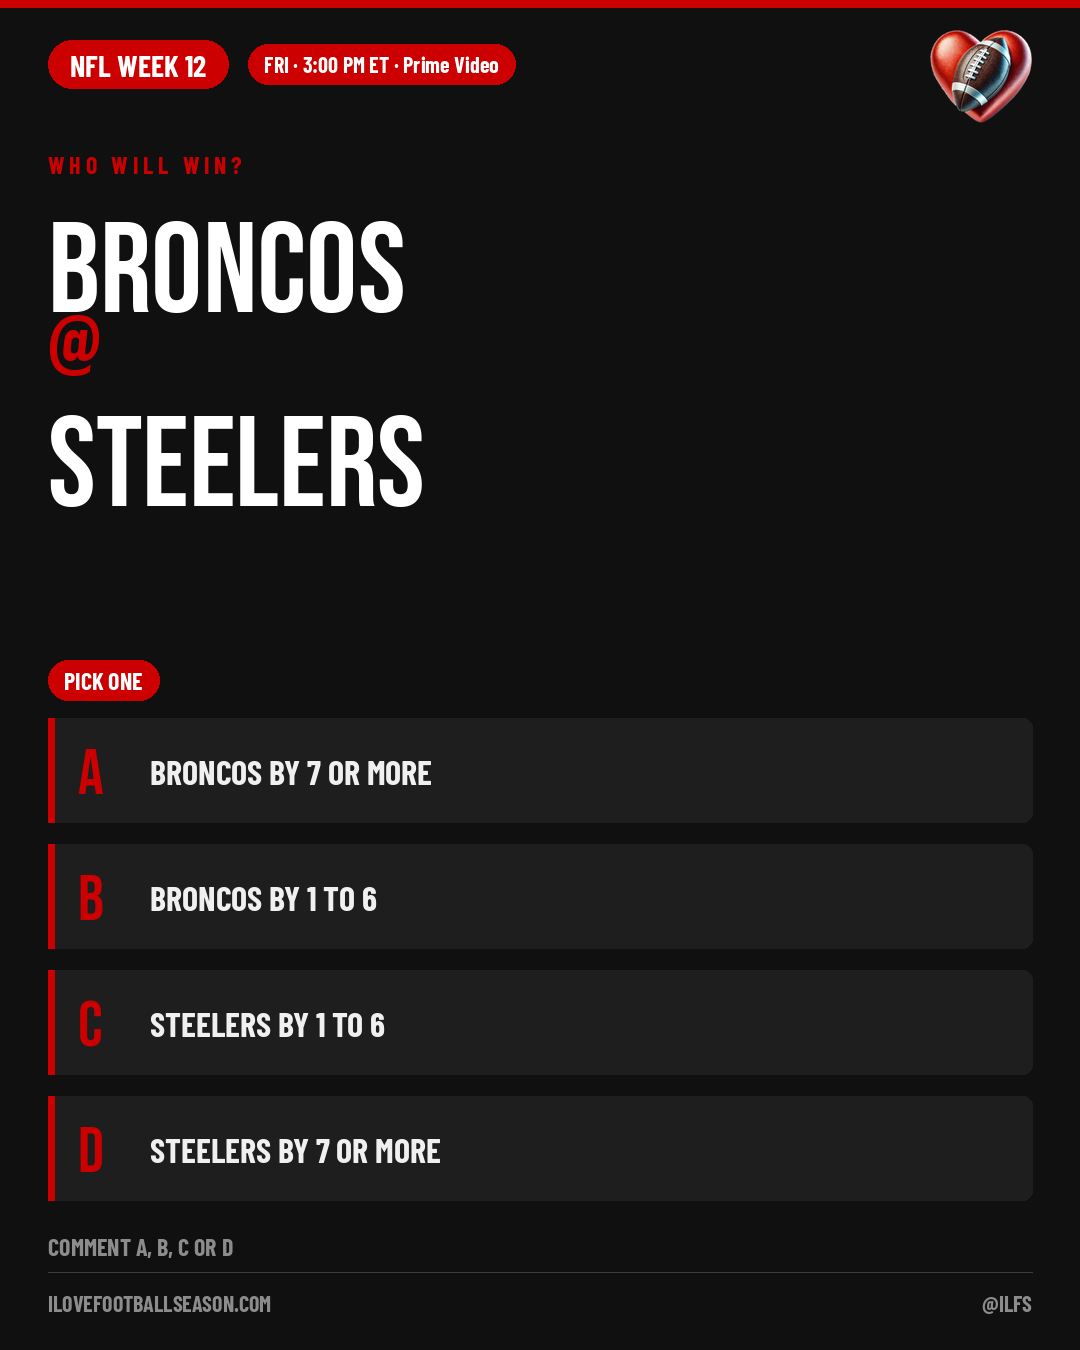 NFL WEEK 12
FRI · 3:00 PM ET · Prime Video
WHO WILL WIN?
BRONCOS
@
STEELERS
PICK ONE
A BRONCOS BY 7 OR MORE
B BRONCOS BY 1 TO 6
C STEELERS BY 1 TO 6
D STEELERS BY 7 OR MORE
COMMENT A, B, C OR D
ILOVEFOOTBALLSEASON.COM
@ILFS